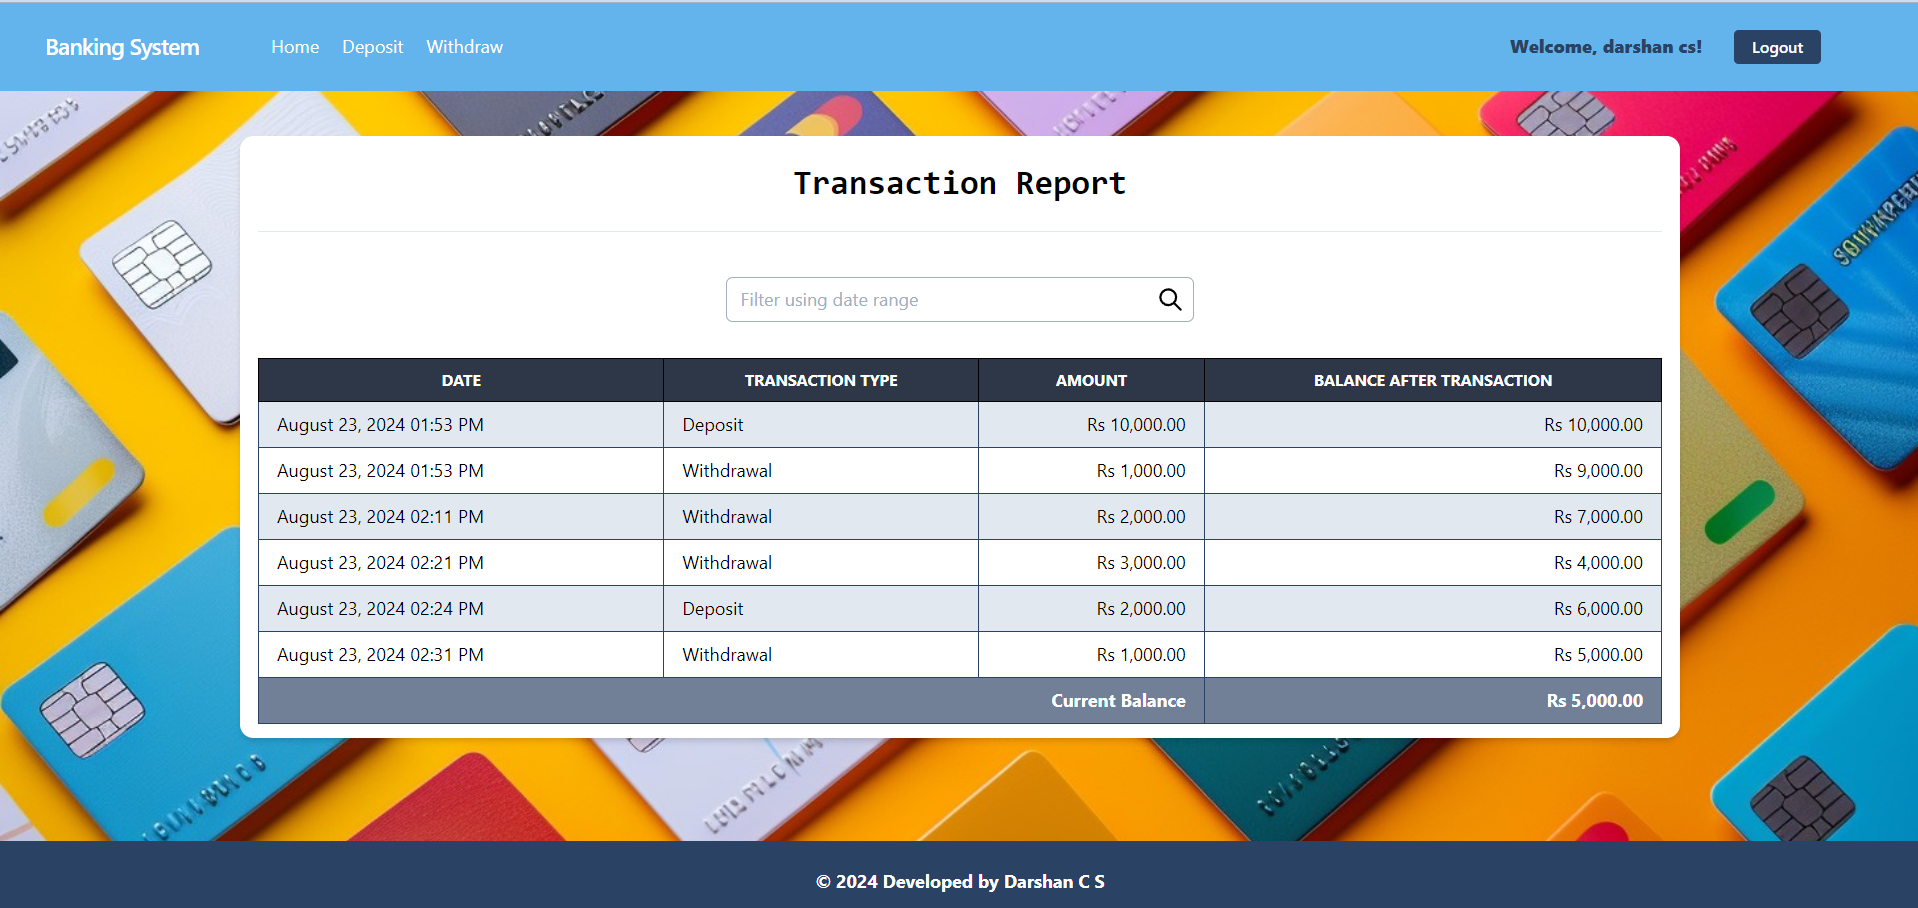 Banking System Home Deposit Withdraw Welcome, darshan cs! Logout
Transaction Report
Filter using date range
DATE TRANSACTION TYPE AMOUNT BALANCE AFTER TRANSACTION
August 23, 2024 01:53 PM Deposit Rs 10,000.00 Rs 10,000.00
August 23, 2024 01:53 PM Withdrawal Rs 1,000.00 Rs 9,000.00
August 23, 2024 02:11 PM Withdrawal Rs 2,000.00 Rs 7,000.00
August 23, 2024 02:21 PM Withdrawal Rs 3,000.00 Rs 4,000.00
August 23, 2024 02:24 PM Deposit Rs 2,000.00 Rs 6,000.00
August 23, 2024 02:31 PM Withdrawal Rs 1,000.00 Rs 5,000.00
Current Balance Rs 5,000.00
© 2024 Developed by Darshan C S